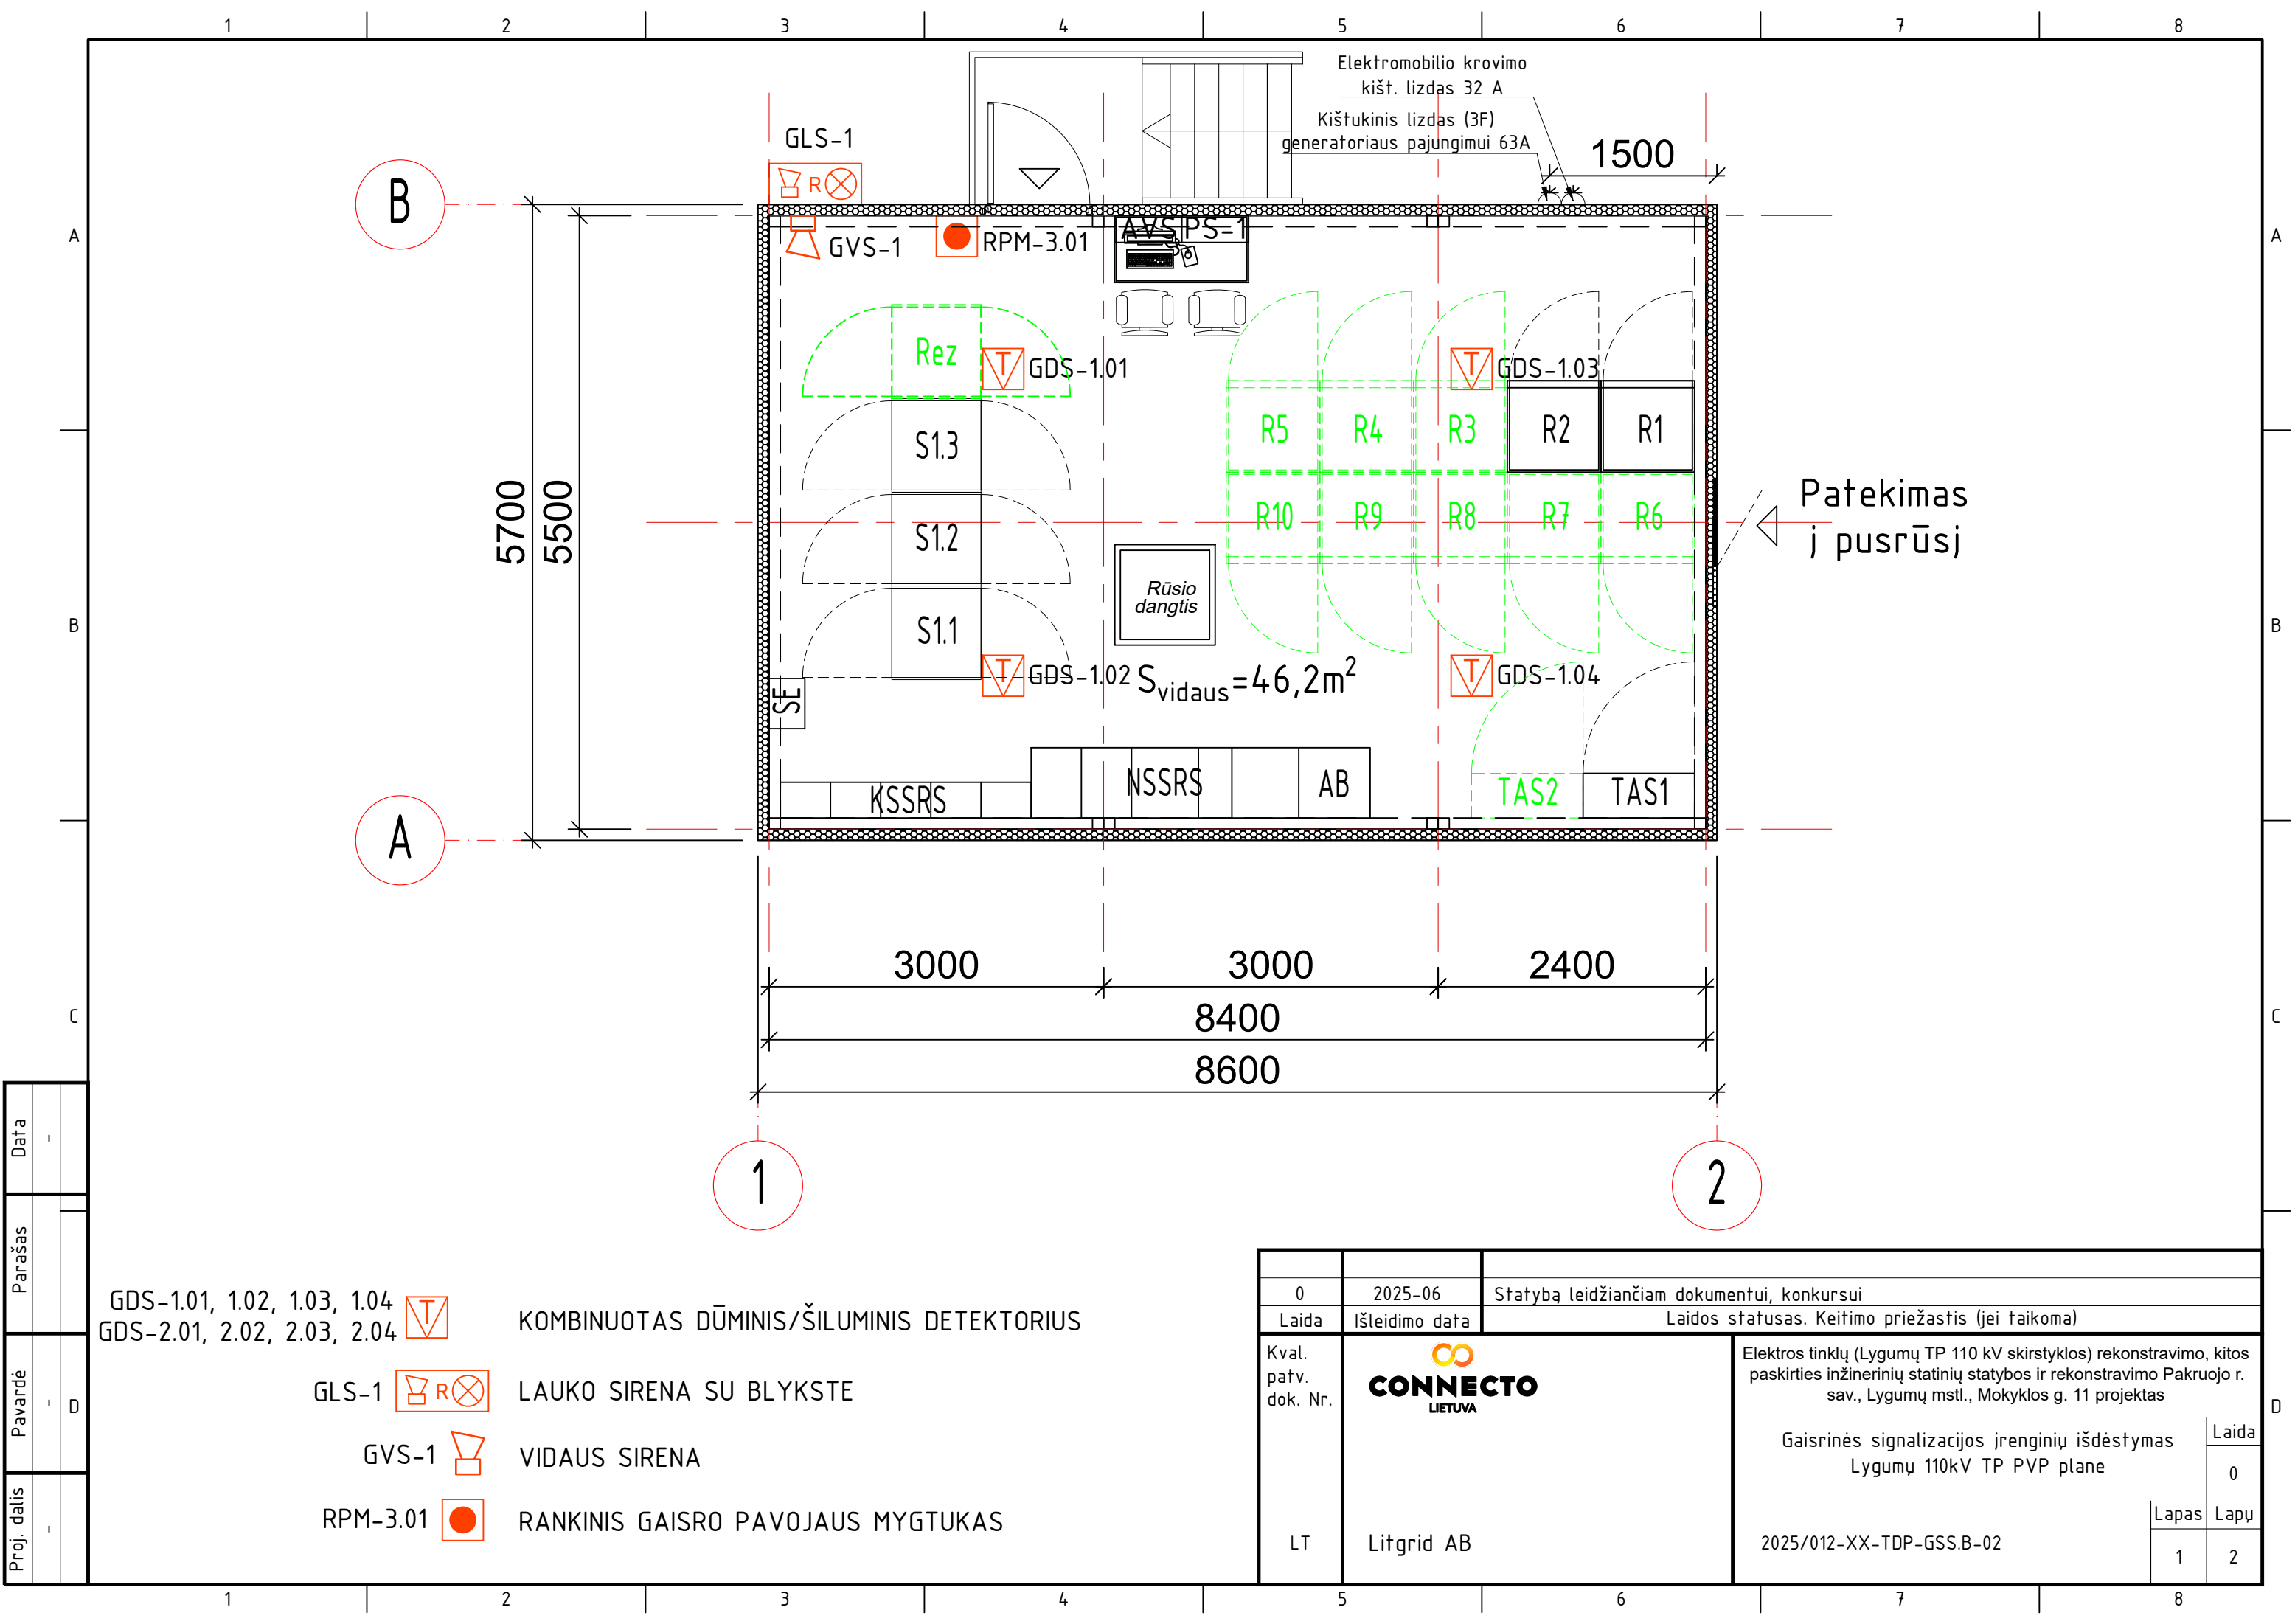 1 2 3 4 5 6 7 8
A
B
C
D
A
B
C
D
Elektromobilio krovimo
kišt. lizdas 32 A
Kištukinis lizdas (3F)
generatoriaus pajungimui 63A
1500
GLS-1
R
B
GVS-1
RPM-3.01
AVS PS-1
Rez
T GDS-1.01
T GDS-1.03
S1.3
R5 R4 R3 R2 R1
5700
5500
S1.2
R10 R9 R8 R7 R6
Patekimas
į pusrūsį
Rūsio
dangtis
S1.1
T GDS-1.02
Svidaus=46,2m2
T GDS-1.04
SE
KSSRS
NSSRS
AB
TAS2
TAS1
A
3000 3000 2400
8400
8600
1 2
Data -
Parašas
Pavardė -
Proj. dalis -
GDS-1.01, 1.02, 1.03, 1.04
GDS-2.01, 2.02, 2.03, 2.04
T KOMBINUOTAS DŪMINIS/ŠILUMINIS DETEKTORIUS
GLS-1 R LAUKO SIRENA SU BLYKSTE
GVS-1 VIDAUS SIRENA
RPM-3.01 RANKINIS GAISRO PAVOJAUS MYGTUKAS
0 2025-06 Statybą leidžiančiam dokumentui, konkursui
Laida Išleidimo data Laidos statusas. Keitimo priežastis (jei taikoma)
Kval.
patv.
dok. Nr.
CONNECTO
LIETUVA
Elektros tinklų (Lygumų TP 110 kV skirstyklos) rekonstravimo, kitos
paskirties inžinerinių statinių statybos ir rekonstravimo Pakruojo r.
sav., Lygumų mstl., Mokyklos g. 11 projektas
Gaisrinės signalizacijos įrenginių išdėstymas
Lygumų 110kV TP PVP plane
Laida
0
LT
Litgrid AB
2025/012-XX-TDP-GSS.B-02
Lapas Lapų
1 2
1 2 3 4 5 6 7 8